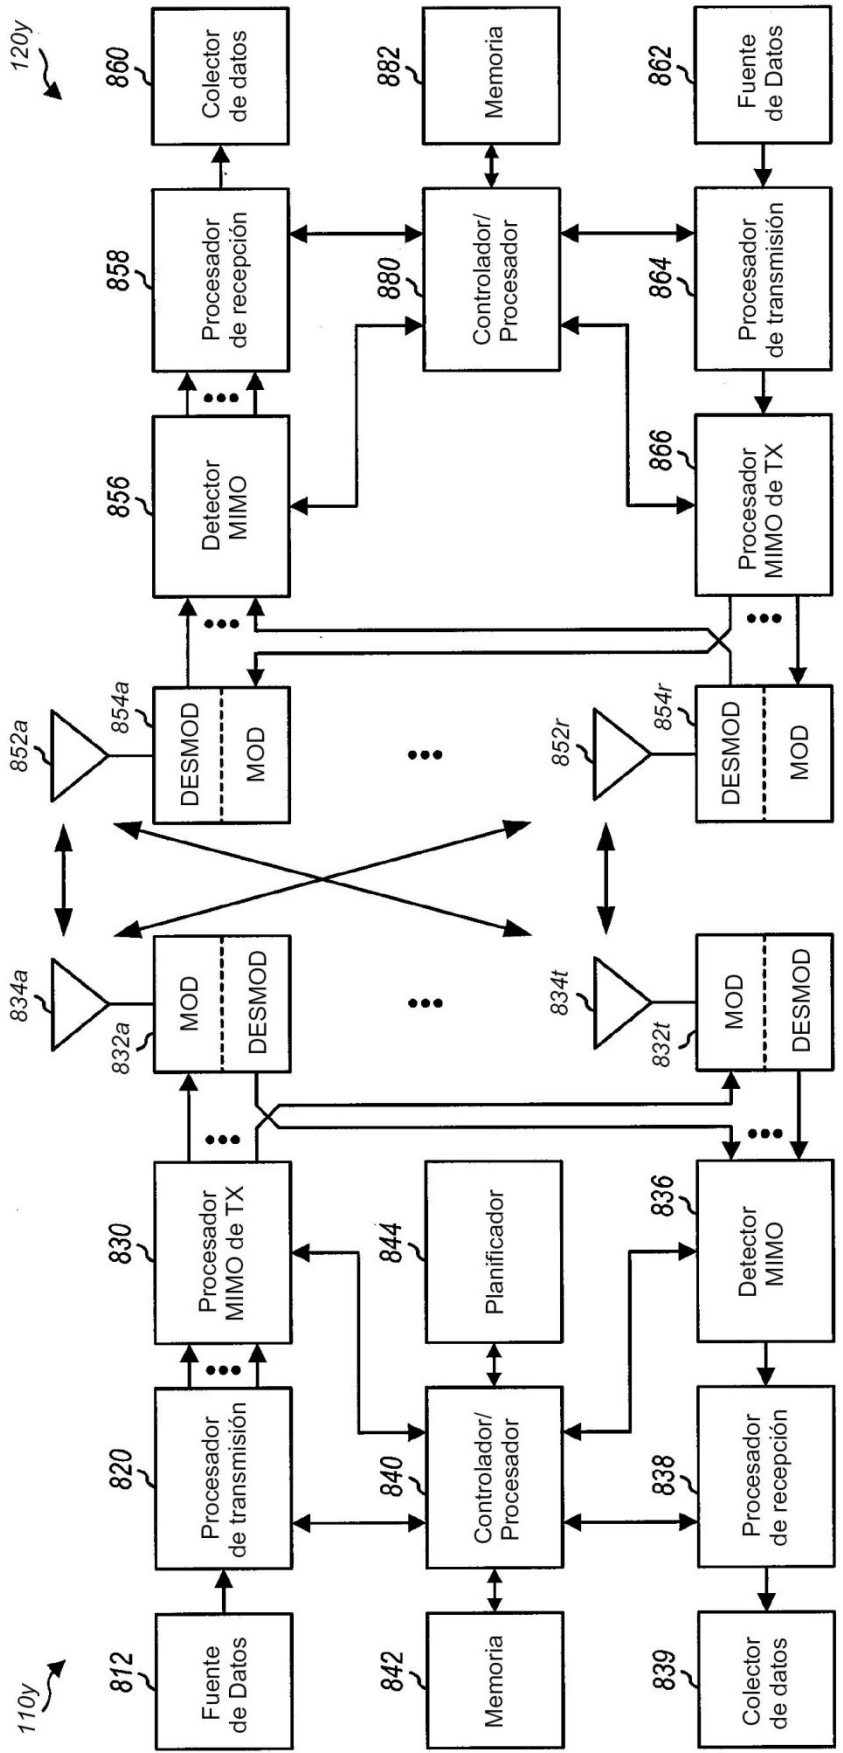 110y
812
Fuente
de Datos
820
Procesador
de transmisión
830
Procesador
MIMO de TX
832a
MOD
DESMOD
834a
852a
854a
DESMOD
MOD
856
Detector
MIMO
858
Procesador
de recepción
860
Colector
de datos
120y
842
Memoria
840
Controlador/
Procesador
844
Planificador
880
Controlador/
Procesador
882
Memoria
839
Colector
de datos
838
Procesador
de recepción
836
Detector
MIMO
832t
MOD
DESMOD
834t
852r
854r
DESMOD
MOD
866
Procesador
MIMO de TX
864
Procesador
de transmisión
862
Fuente
de Datos